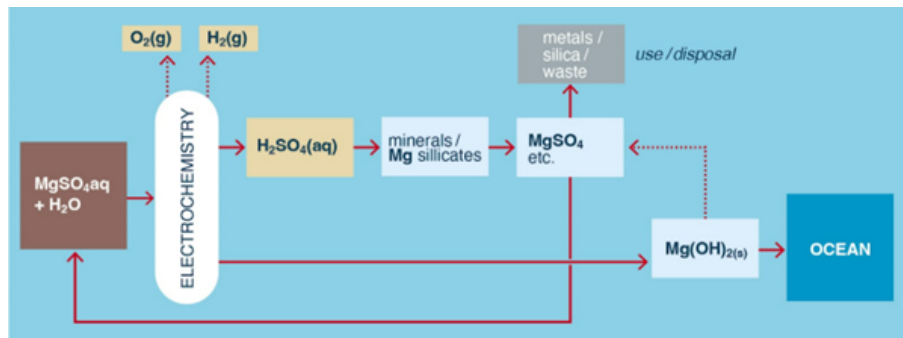 O₂(g)
H₂(g)
metals /
silica /
waste
use / disposal
MgSO₄aq
+ H₂O
ELECTROCHEMISTRY
H₂SO₄(aq)
minerals /
Mg sillicates
MgSO₄
etc.
Mg(OH)₂(s)
OCEAN